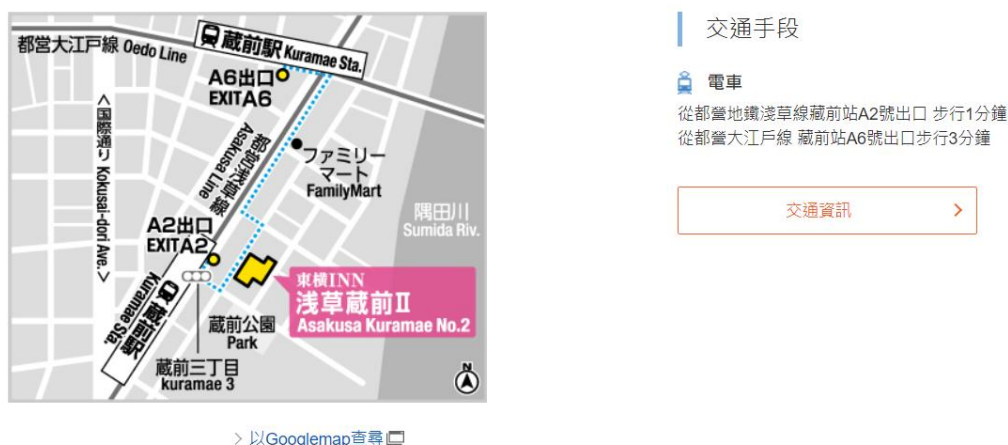 都営大江戸線 Oedo Line
蔵前駅 Kuramae Sta.
A6出口
EXITA6
<国際通り Kokusai-dori Ave.>
都営浅草線
Asakusa Line
ファミリー
マート
FamilyMart
隅田川
Sumida Riv.
A2出口
EXITA2
東横INN
浅草蔵前II
Asakusa Kuramae No.2
蔵前駅
Kuramae Sta.
蔵前公園
Park
蔵前三丁目
kuramae 3
N
> 以Googlemap查尋
交通手段
電車
從都營地鐵淺草線藏前站A2號出口 步行1分鐘
從都營大江戶線 藏前站A6號出口步行3分鐘
交通資訊 >